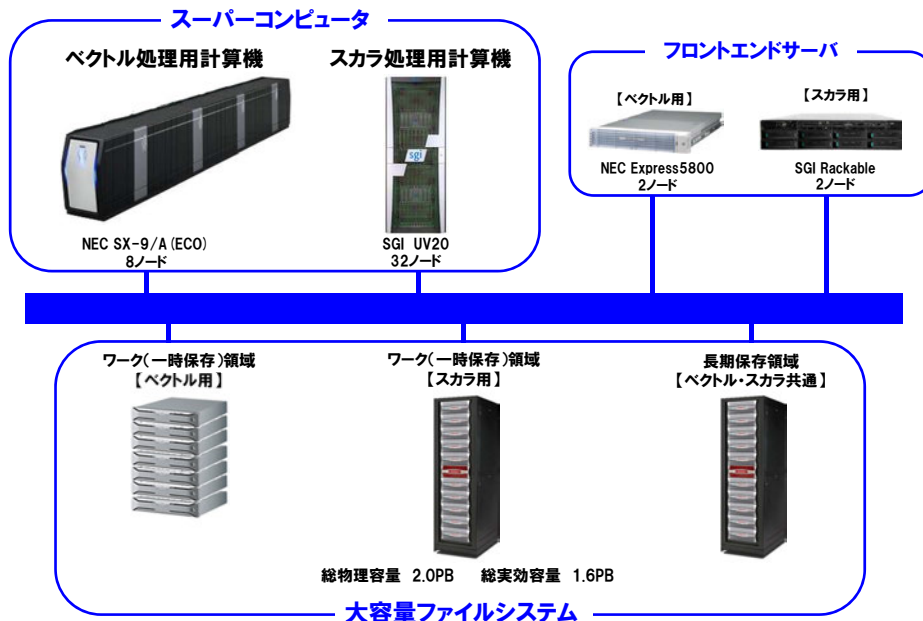 スーパーコンピュータ
ベクトル処理用計算機
スカラ処理用計算機
sgi
NEC SX-9/A(ECO)
8ノード
SGI UV20
32ノード
フロントエンドサーバ
【ベクトル用】
【スカラ用】
NEC Express5800
2ノード
SGI Rackable
2ノード
ワーク(一時保存)領域
【ベクトル用】
ワーク(一時保存)領域
【スカラ用】
長期保存領域
【ベクトル・スカラ共通】
総物理容量 2.0PB 総実効容量 1.6PB
大容量ファイルシステム